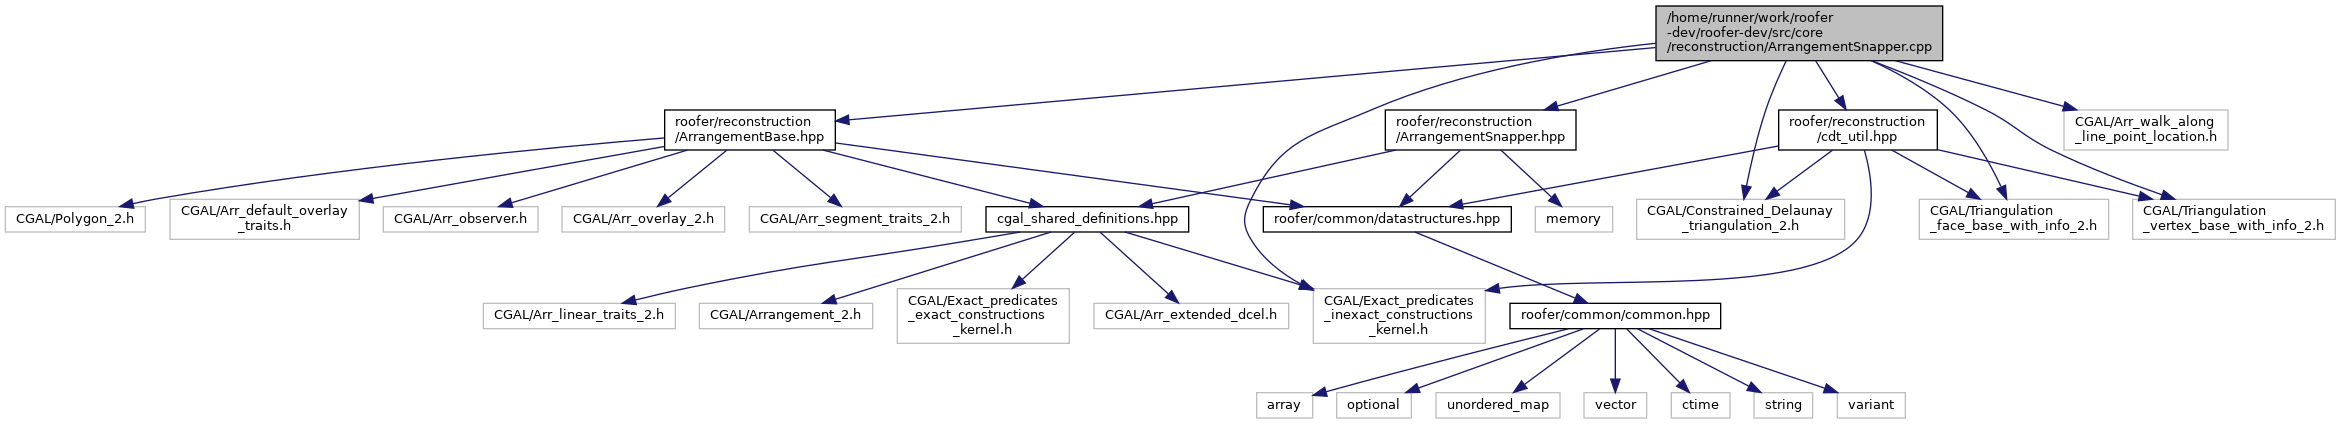 /home/runner/work/roofer
-dev/roofer-dev/src/core
/reconstruction/ArrangementSnapper.cpp
roofer/reconstruction
/ArrangementBase.hpp
roofer/reconstruction
/ArrangementSnapper.hpp
roofer/reconstruction
/cdt_util.hpp
CGAL/Arr_walk_along
_line_point_location.h
CGAL/Polygon_2.h
CGAL/Arr_default_overlay
_traits.h
CGAL/Arr_observer.h
CGAL/Arr_overlay_2.h
CGAL/Arr_segment_traits_2.h
cgal_shared_definitions.hpp
roofer/common/datastructures.hpp
memory
CGAL/Constrained_Delaunay
_triangulation_2.h
CGAL/Triangulation
_face_base_with_info_2.h
CGAL/Triangulation
_vertex_base_with_info_2.h
CGAL/Arr_linear_traits_2.h
CGAL/Arrangement_2.h
CGAL/Exact_predicates
_exact_constructions
_kernel.h
CGAL/Arr_extended_dcel.h
CGAL/Exact_predicates
_inexact_constructions
_kernel.h
roofer/common/common.hpp
array
optional
unordered_map
vector
ctime
string
variant